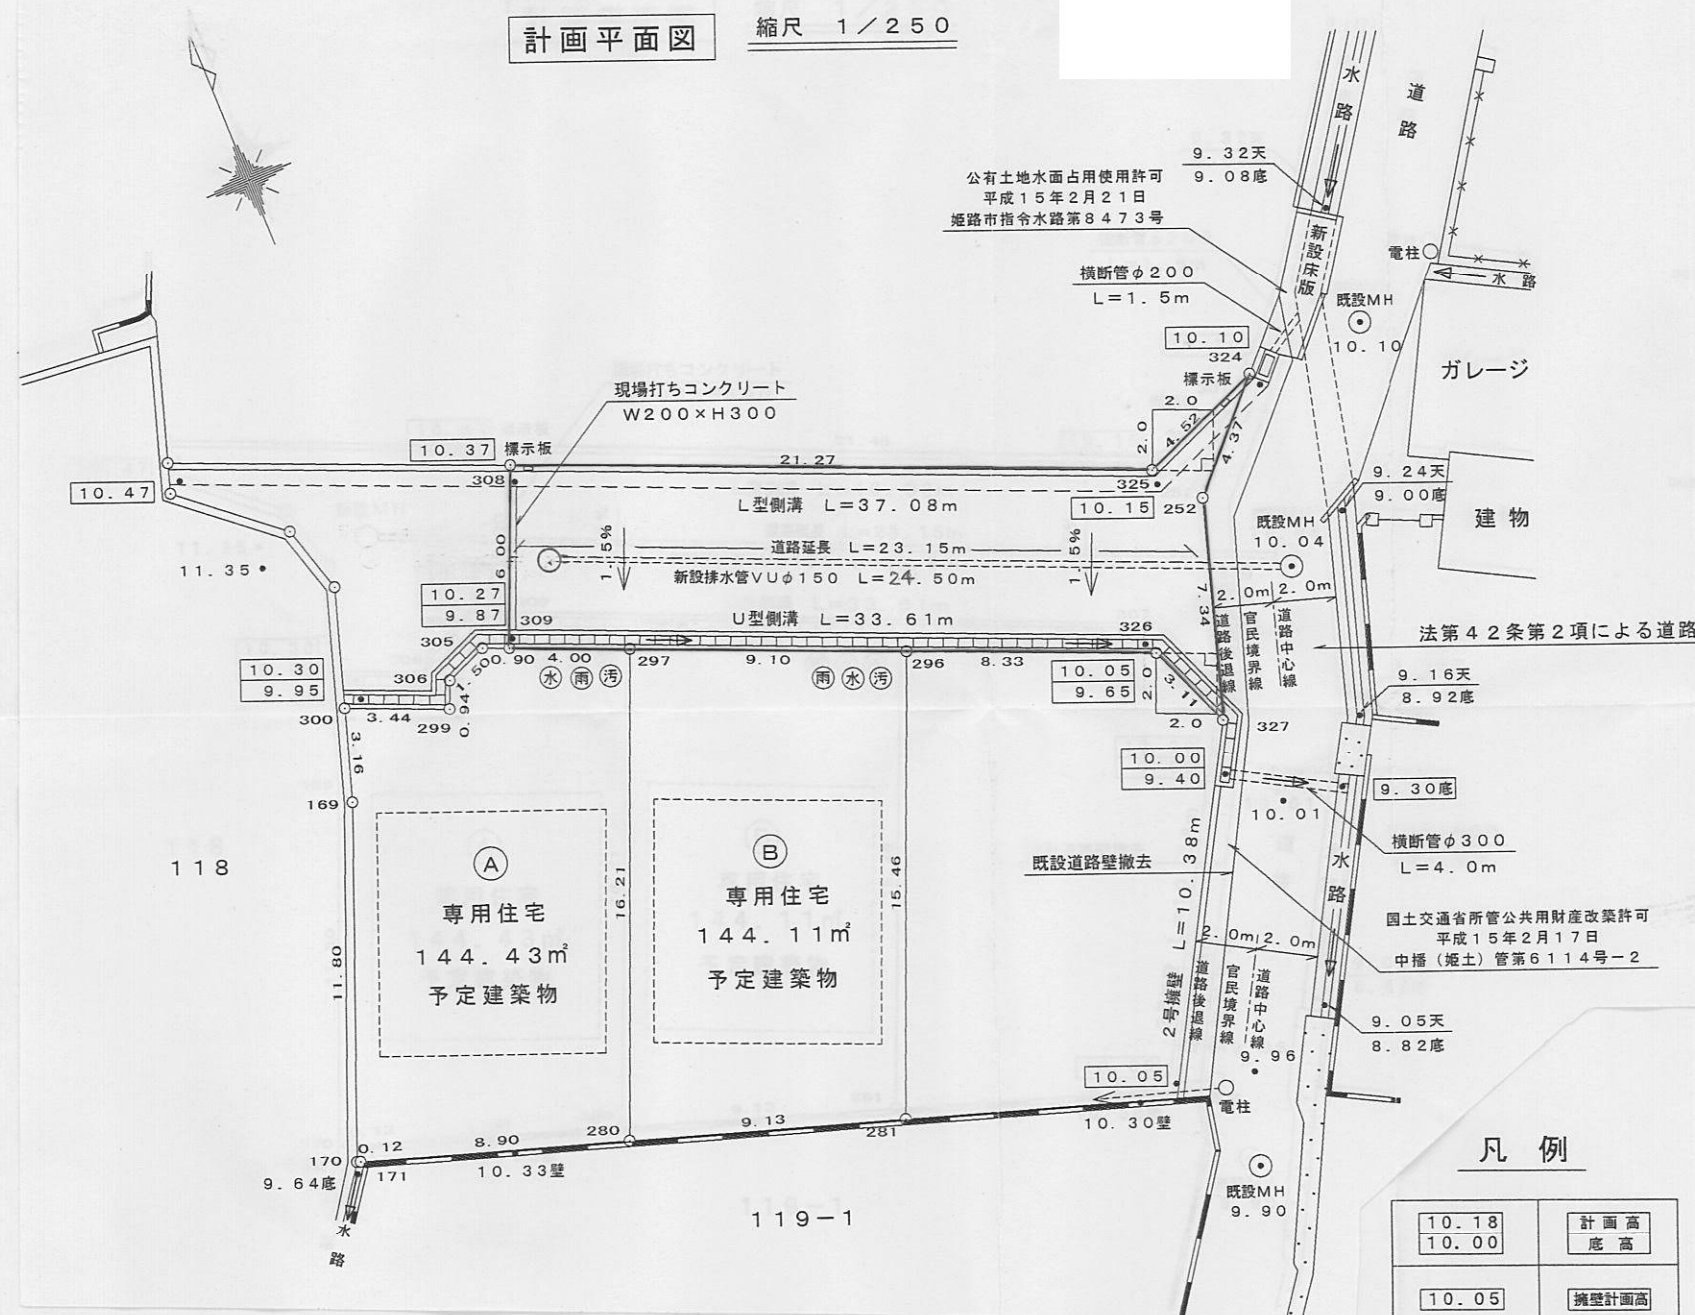 計画平面図
縮尺 1/250
水路
道路
9.32天
9.08底
公有土地水面占用使用許可
平成15年2月21日
姫路市指令水路第8473号
新設床版
電柱
水路
横断管φ200
L=1.5m
既設MH
10.10
10.10
324
標示板
ガレージ
現場打ちコンクリート
W200×H300
2.0
2.0
4.52
4.37
10.37
標示板
21.27
308
325
10.47
L型側溝 L=37.08m
10.15
252
9.24天
9.00底
建物
既設MH
10.04
6.00
1.5%
道路延長 L=23.15m
1.5%
11.35
新設排水管VUφ150 L=24.50m
7.34
2.0m
2.0m
10.27
9.87
309
U型側溝 L=33.61m
326
305
道路後退線
官民境界線
道路中心線
法第42条第2項による道路
0.90
4.00
297
9.10
296
8.33
10.30
9.95
306
1.50
水
雨
汚
雨
水
汚
10.05
9.65
2.0
3.11
2.0
9.16天
8.92底
300
3.44
299
0.94
327
3.16
10.00
9.40
9.30底
169
10.01
横断管φ300
L=4.0m
118
A
専用住宅
144.43㎡
予定建築物
16.21
B
専用住宅
144.11㎡
予定建築物
15.46
既設道路壁撤去
2号擁壁 L=10.38m
水路
国土交通省所管公共用財産改築許可
平成15年2月17日
中播(姫土)管第6114号-2
11.80
2.0m
2.0m
道路後退線
官民境界線
道路中心線
9.05天
8.82底
9.96
10.05
電柱
10.30壁
170
0.12
171
8.90
280
9.13
281
10.33壁
9.64底
水路
119-1
既設MH
9.90
凡例
10.18
10.00
計画高
底高
10.05
擁壁計画高